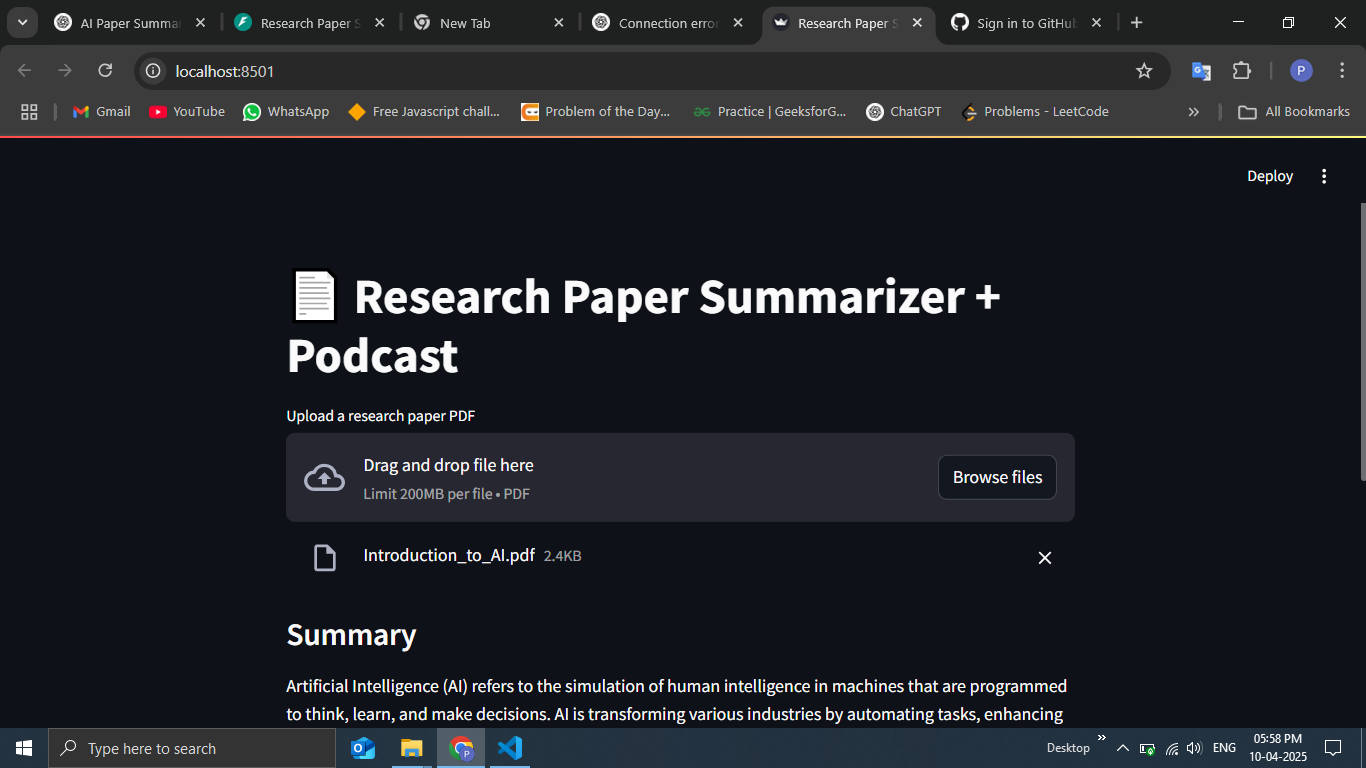 AI Paper Summa
Research Paper S
New Tab
Connection error
Research Paper S
Sign in to GitHub
localhost:8501
P
Gmail
YouTube
WhatsApp
Free Javascript chall...
Problem of the Day...
Practice | GeeksforG...
ChatGPT
Problems - LeetCode
»
All Bookmarks
Deploy
Research Paper Summarizer +
Podcast
Upload a research paper PDF
Drag and drop file here
Limit 200MB per file • PDF
Browse files
Introduction_to_AI.pdf 2.4KB
Summary
Artificial Intelligence (AI) refers to the simulation of human intelligence in machines that are programmed
to think, learn, and make decisions. AI is transforming various industries by automating tasks, enhancing
Type here to search
Desktop
ENG
05:58 PM
10-04-2025